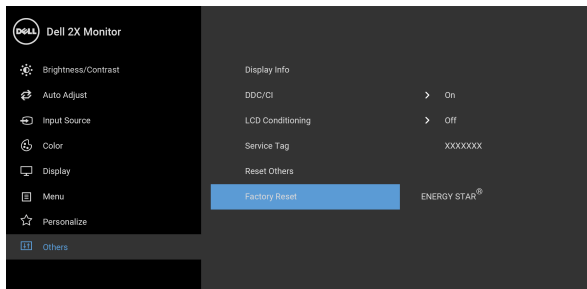 DELL Dell 2X Monitor
Brightness/Contrast
Auto Adjust
Input Source
Color
Display
Menu
Personalize
Others
Display Info
DDC/CI > On
LCD Conditioning > Off
Service Tag XXXXXXX
Reset Others
Factory Reset ENERGY STAR®